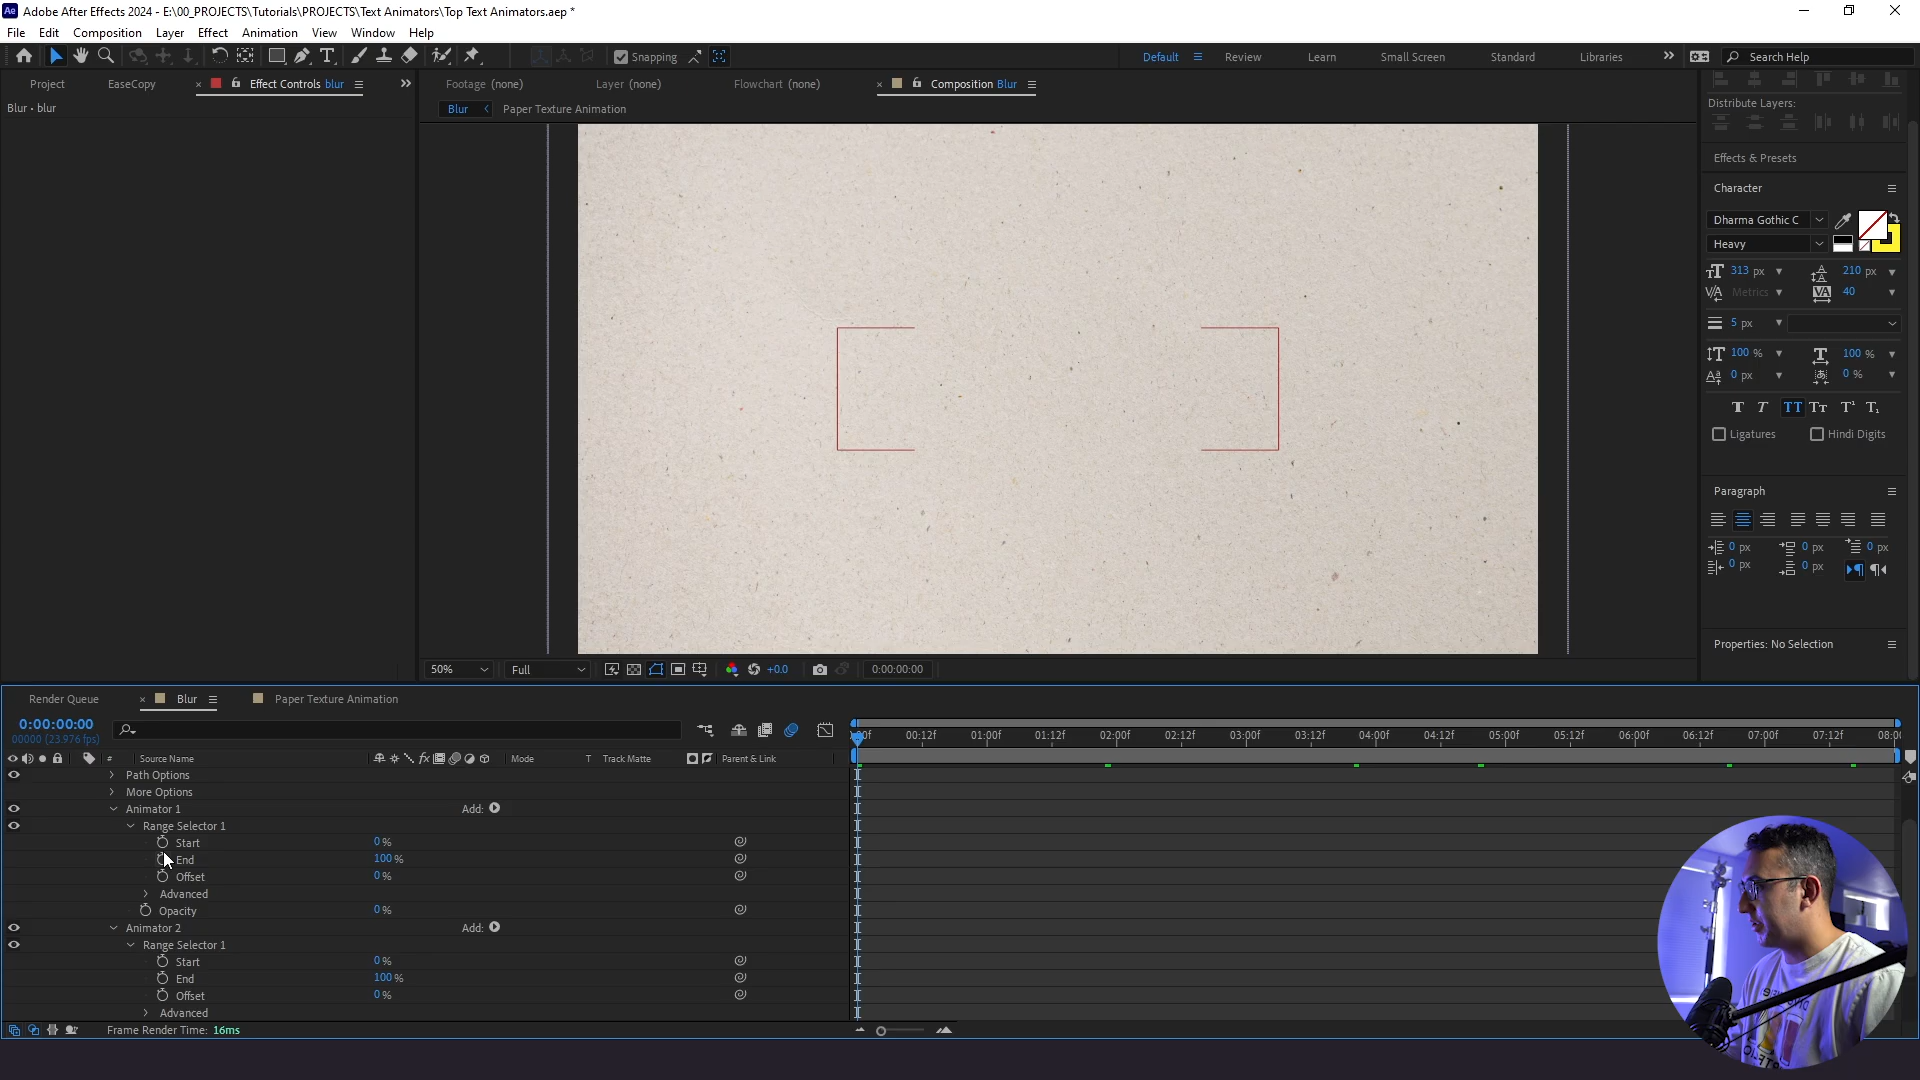 Ae Adobe After Effects 2024 - E:\00_PROJECTS\Tutorials\PROJECTS\Text Animators\Top Text Animators.aep *
File Edit Composition Layer Effect Animation View Window Help
Snapping Default Review Learn Small Screen Standard Libraries Search Help
Project EaseCopy Effect Controls blur
Blur • blur
Footage (none) Layer (none) Flowchart (none) Composition Blur
Blur Paper Texture Animation
Distribute Layers:
Effects & Presets
Character
Dharma Gothic C
Heavy
313 px 210 px
Metrics 40
5 px
100 % 100 %
0 px 0 %
Ligatures Hindi Digits
Paragraph
0 px 0 px 0 px
0 px 0 px
Properties: No Selection
50% Full +0.0 0:00:00:00
Render Queue Blur Paper Texture Animation
0:00:00:00
00000 (23.976 fps)
00:12f 01:00f 01:12f 02:00f 02:12f 03:00f 03:12f 04:00f 04:12f 05:00f 05:12f 06:00f 06:12f 07:00f 07:12f
# Source Name fx Mode T Track Matte Parent & Link
Path Options
More Options
Animator 1 Add:
Range Selector 1
Start 0 %
End 100 %
Offset 0 %
Advanced
Opacity 0 %
Animator 2 Add:
Range Selector 1
Start 0 %
End 100 %
Offset 0 %
Advanced
Frame Render Time: 16ms